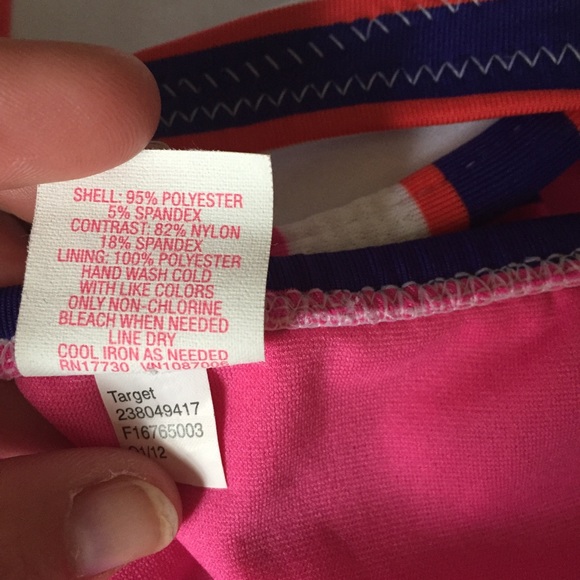 SHELL: 95% POLYESTER
5% SPANDEX
CONTRAST: 82% NYLON
18% SPANDEX
LINING: 100% POLYESTER
HAND WASH COLD
WITH LIKE COLORS
ONLY NON-CHLORINE
BLEACH WHEN NEEDED
LINE DRY
COOL IRON AS NEEDED
RN17730
Target
238049417
F16765003